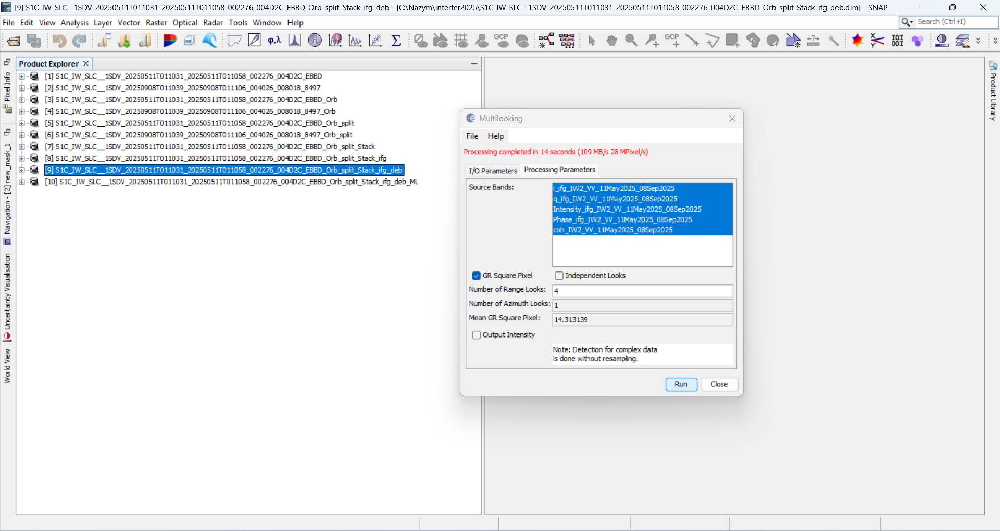 [9] S1C_IW_SLC__1SDV_20250511T011031_20250511T011058_002276_004D2C_EBBD_Orb_split_Stack_ifg_deb - [C:\Nazym\interfer2025\S1C_IW_SLC__1SDV_20250511T011031_20250511T011058_002276_004D2C_EBBD_Orb_split_Stack_ifg_deb.dim] - SNAP
File Edit View Analysis Layer Vector Raster Optical Radar Tools Window Help
Search (Ctrl+I)
φ,λ GCP GCP
Product Explorer
[1] S1C_IW_SLC__1SDV_20250511T011031_20250511T011058_002276_004D2C_EBBD
[2] S1C_IW_SLC__1SDV_20250908T011039_20250908T011106_004026_008018_8497
[3] S1C_IW_SLC__1SDV_20250511T011031_20250511T011058_002276_004D2C_EBBD_Orb
[4] S1C_IW_SLC__1SDV_20250908T011039_20250908T011106_004026_008018_8497_Orb
[5] S1C_IW_SLC__1SDV_20250511T011031_20250511T011058_002276_004D2C_EBBD_Orb_split
[6] S1C_IW_SLC__1SDV_20250908T011039_20250908T011106_004026_008018_8497_Orb_split
[7] S1C_IW_SLC__1SDV_20250511T011031_20250511T011058_002276_004D2C_EBBD_Orb_split_Stack
[8] S1C_IW_SLC__1SDV_20250511T011031_20250511T011058_002276_004D2C_EBBD_Orb_split_Stack_ifg
[9] S1C_IW_SLC__1SDV_20250511T011031_20250511T011058_002276_004D2C_EBBD_Orb_split_Stack_ifg_deb
[10] S1C_IW_SLC__1SDV_20250511T011031_20250511T011058_002276_004D2C_EBBD_Orb_split_Stack_ifg_deb_ML
Pixel Info
Navigation - [2] new_mask_1
Uncertainty Visualisation
World View
Product Library
Multilooking
File Help
Processing completed in 14 seconds (109 MB/s 28 MPixel/s)
I/O Parameters Processing Parameters
Source Bands:
i_ifg_IW2_VV_11May2025_08Sep2025
q_ifg_IW2_VV_11May2025_08Sep2025
Intensity_ifg_IW2_VV_11May2025_08Sep2025
Phase_ifg_IW2_VV_11May2025_08Sep2025
coh_IW2_VV_11May2025_08Sep2025
GR Square Pixel Independent Looks
Number of Range Looks: 4
Number of Azimuth Looks: 1
Mean GR Square Pixel: 14.313139
Output Intensity
Note: Detection for complex data
is done without resampling.
Run Close